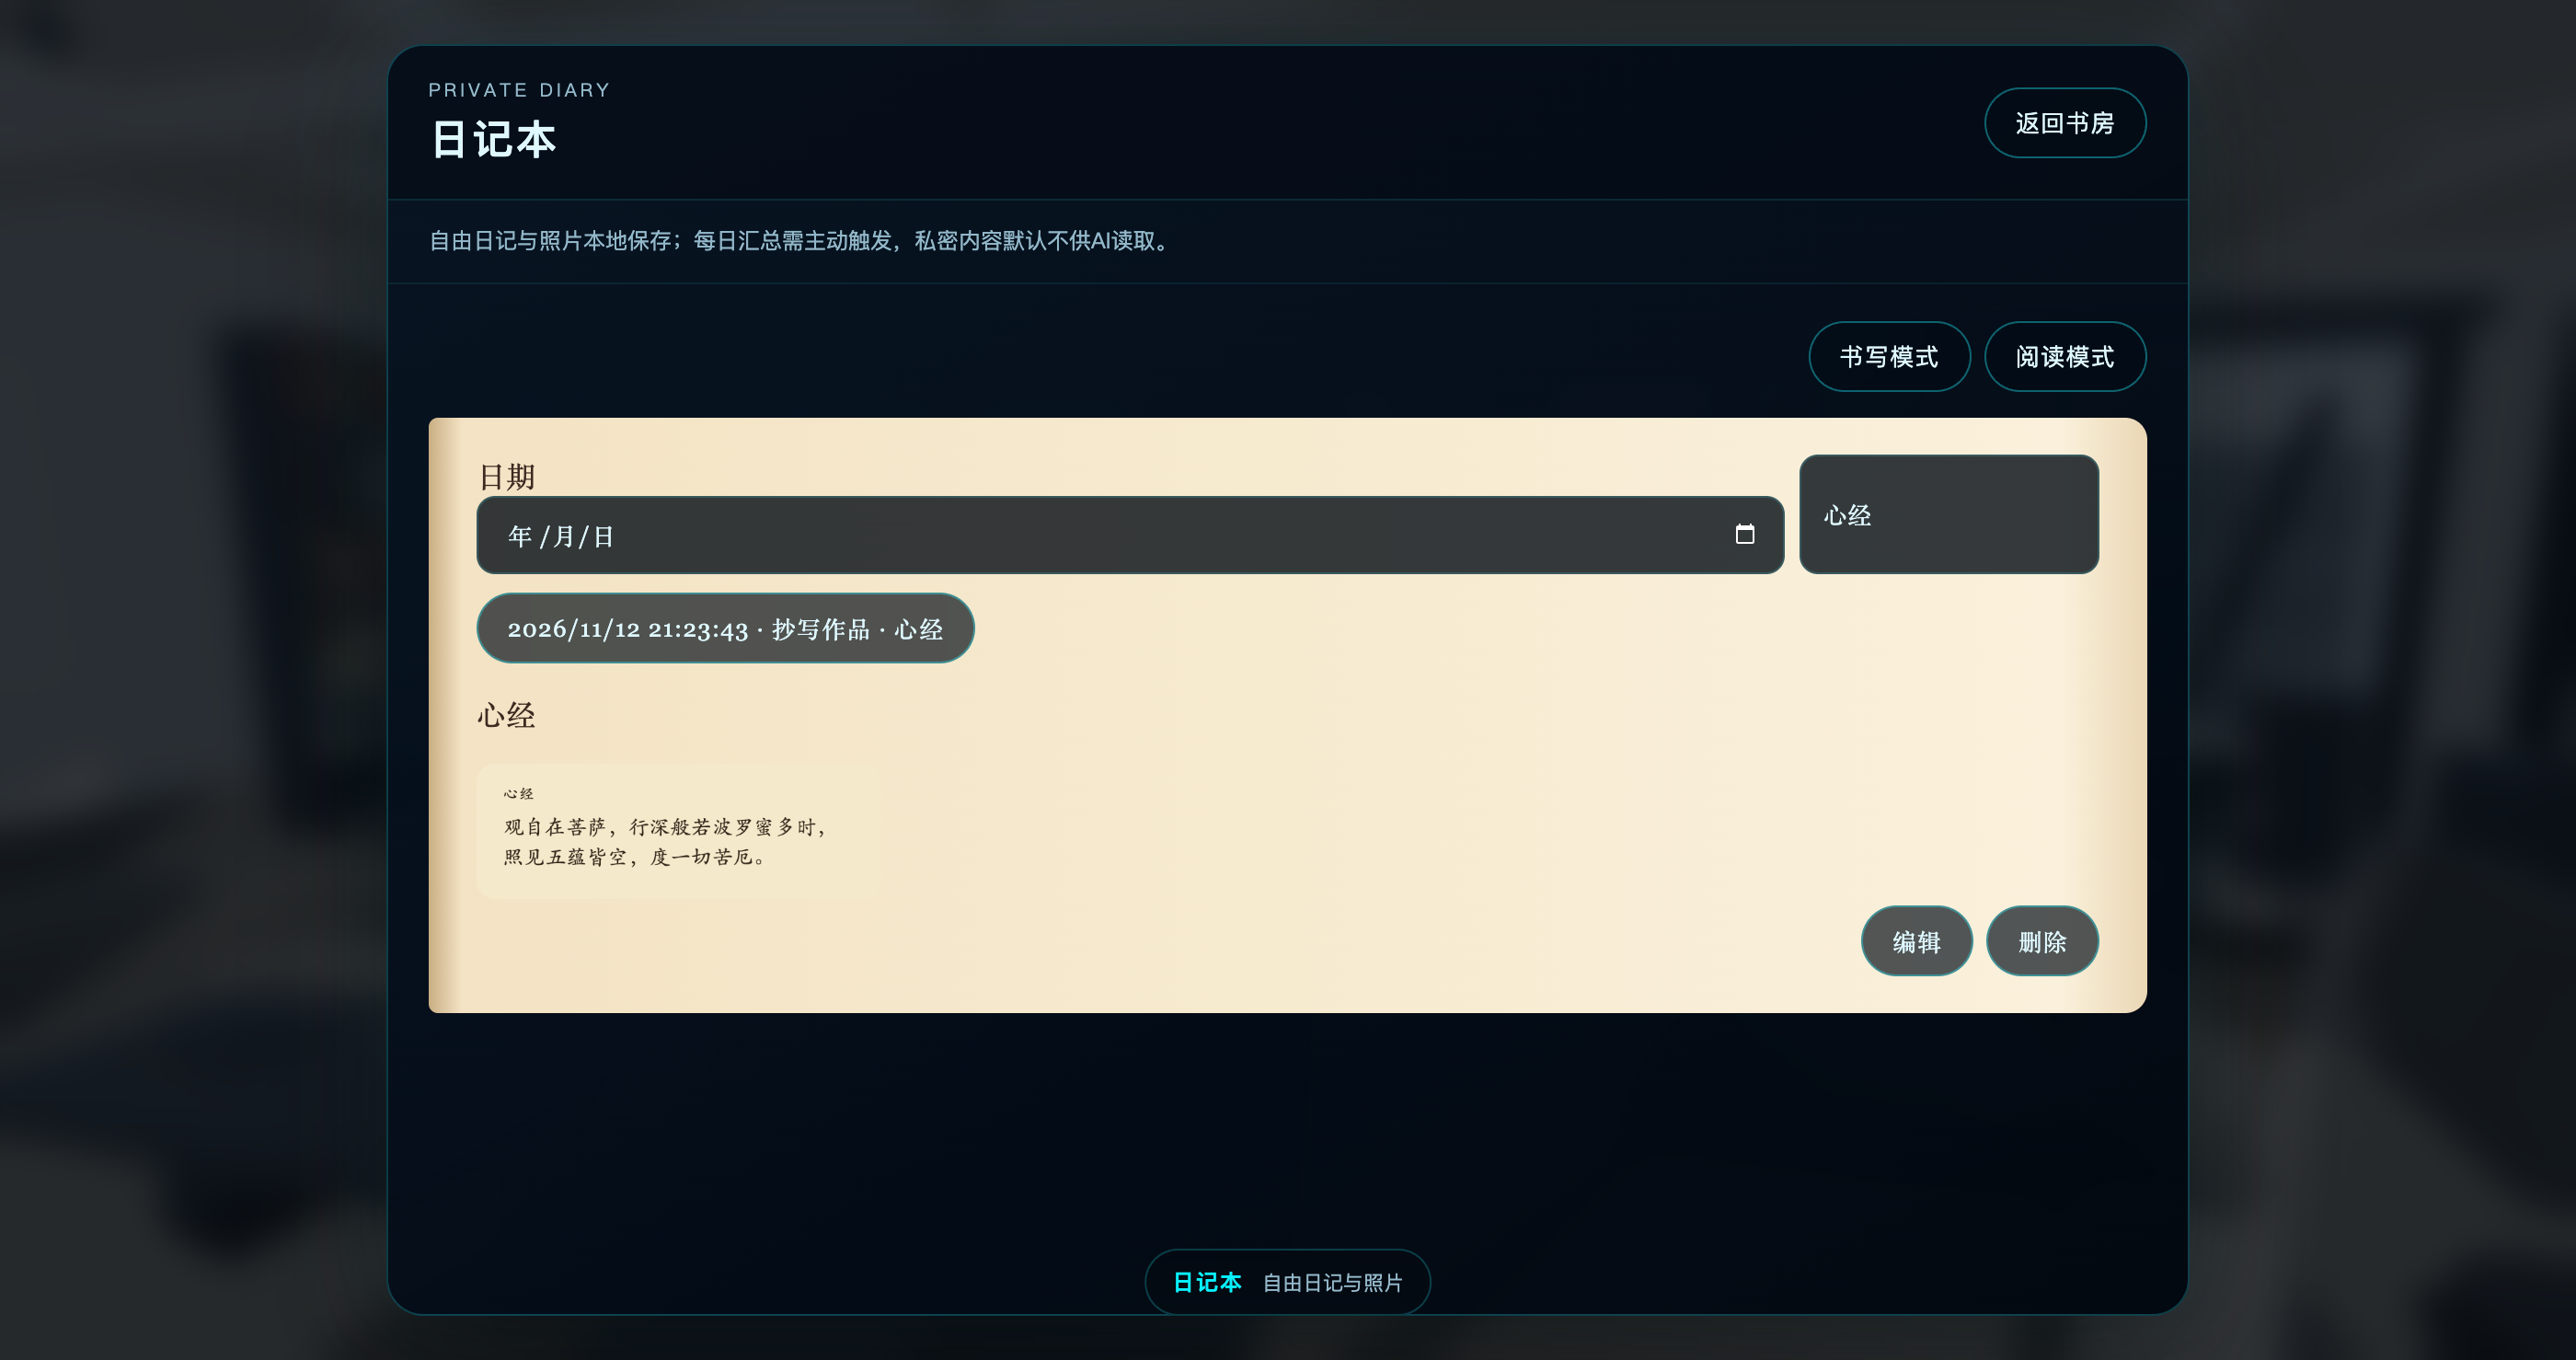 PRIVATE DIARY
日记本
返回书房
自由日记与照片本地保存；每日汇总需主动触发，私密内容默认不供AI读取。
书写模式
阅读模式
日期
年 /月/日
心经
2026/11/12 21:23:43 · 抄写作品 · 心经
心经
心经
观自在菩萨，行深般若波罗蜜多时，
照见五蕴皆空，度一切苦厄。
编辑
删除
日记本 自由日记与照片